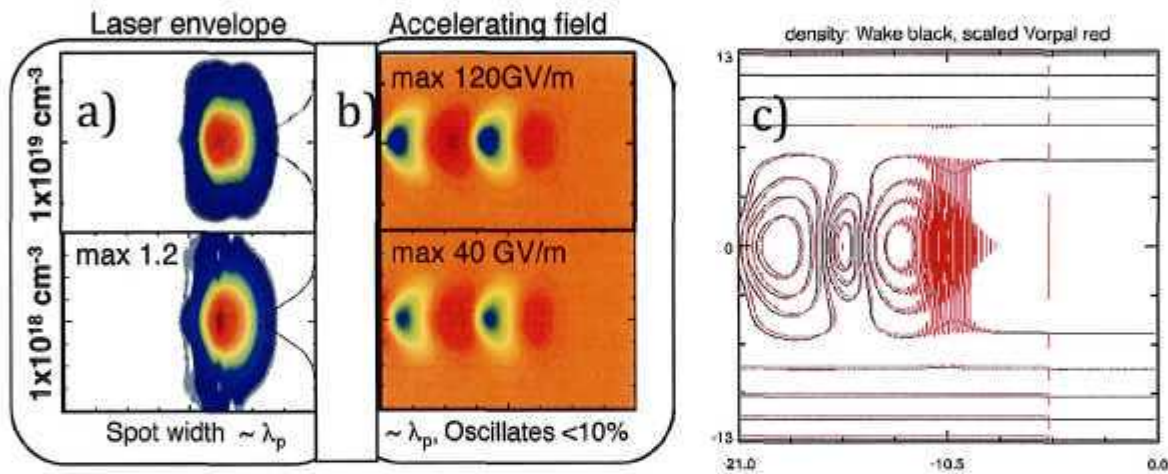 Laser envelope
Accelerating field
density: Wake black, scaled Vorpal red
a)
b)
c)
max 120GV/m
1x10¹⁹ cm⁻³
max 1.2
max 40 GV/m
1x10¹⁸ cm⁻³
Spot width ~ λp
~ λp, Oscillates <10%
13
0
-13
-21.0
-10.5
0.0